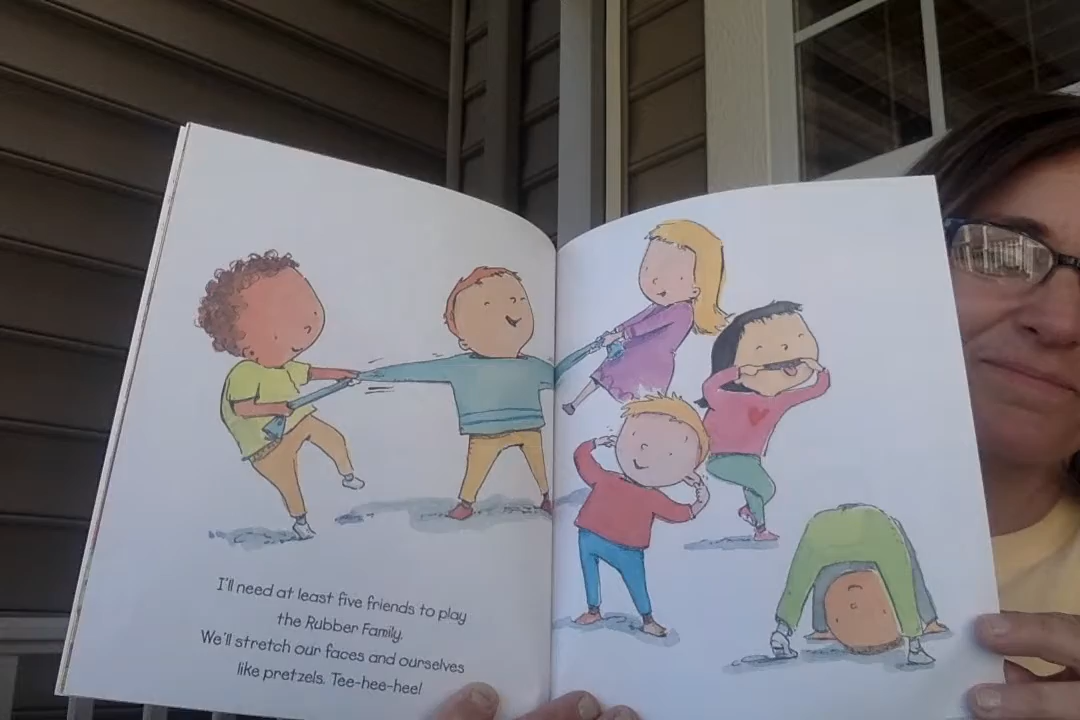 I'll need at least five friends to play
the Rubber Family.
We'll stretch our faces and ourselves
like pretzels. Tee-hee-hee!